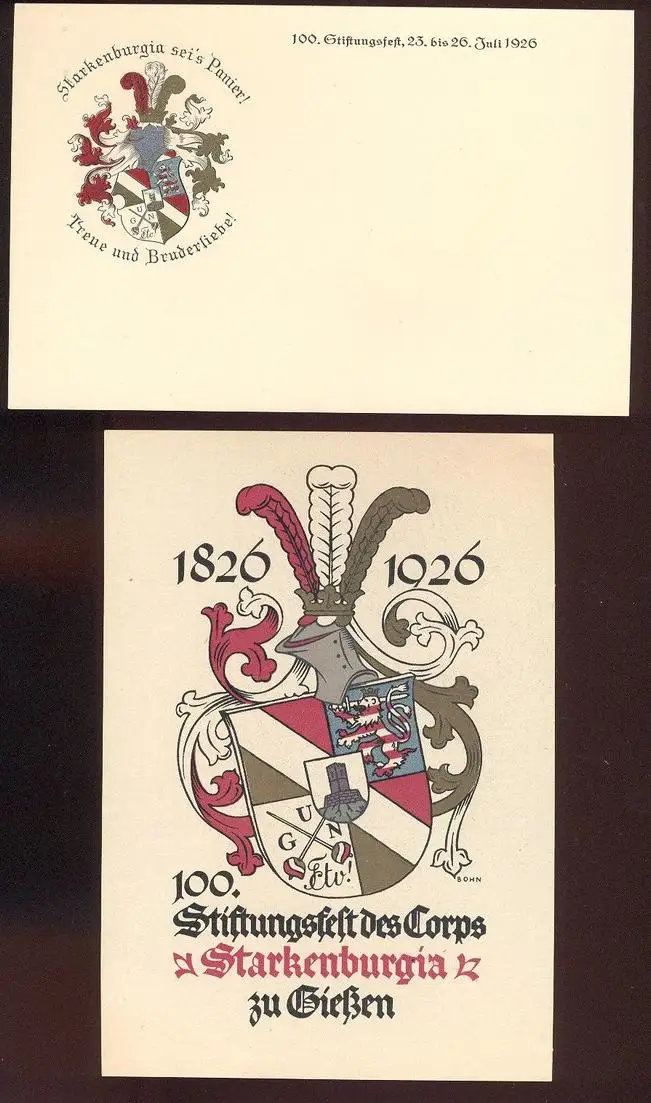 100. Stiftungsfest, 23. bis 26. Juli 1926
Starkenburgia sei's Panier!
G U N
Treue und Bruderliebe!
1826 1926
G U N
BOHN
100.
Stiftungsfest des Corps
Starkenburgia
zu Gießen